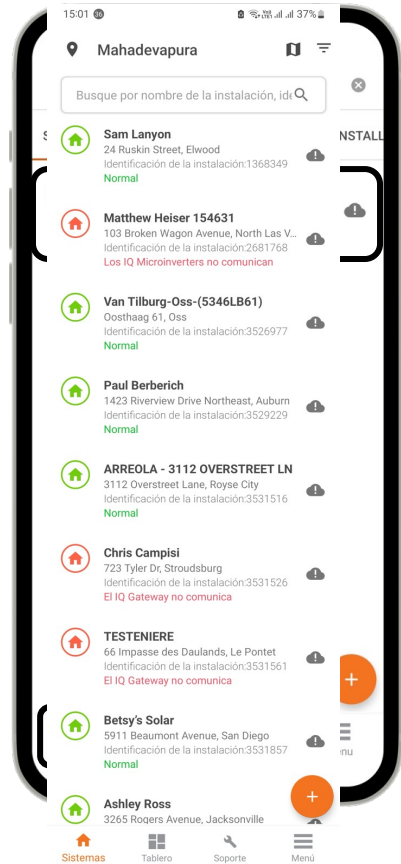 15:01 37%
Mahadevapura
Busque por nombre de la instalación, ide
INSTALL
Sam Lanyon
24 Ruskin Street, Elwood
Identificación de la instalación:1368349
Normal
Matthew Heiser 154631
103 Broken Wagon Avenue, North Las V...
Identificación de la instalación:2681768
Los IQ Microinverters no comunican
Van Tilburg-Oss-(5346LB61)
Oosthaag 61, Oss
Identificación de la instalación:3526977
Normal
Paul Berberich
1423 Riverview Drive Northeast, Auburn
Identificación de la instalación:3529229
Normal
ARREOLA - 3112 OVERSTREET LN
3112 Overstreet Lane, Royse City
Identificación de la instalación:3531516
Normal
Chris Campisi
723 Tyler Dr, Stroudsburg
Identificación de la instalación:3531526
El IQ Gateway no comunica
TESTENIERE
66 Impasse des Daulands, Le Pontet
Identificación de la instalación:3531561
El IQ Gateway no comunica
Betsy’s Solar
5911 Beaumont Avenue, San Diego
Identificación de la instalación:3531857
Normal
enu
Ashley Ross
3265 Rogers Avenue, Jacksonville
Sistemas Tablero Soporte Menú